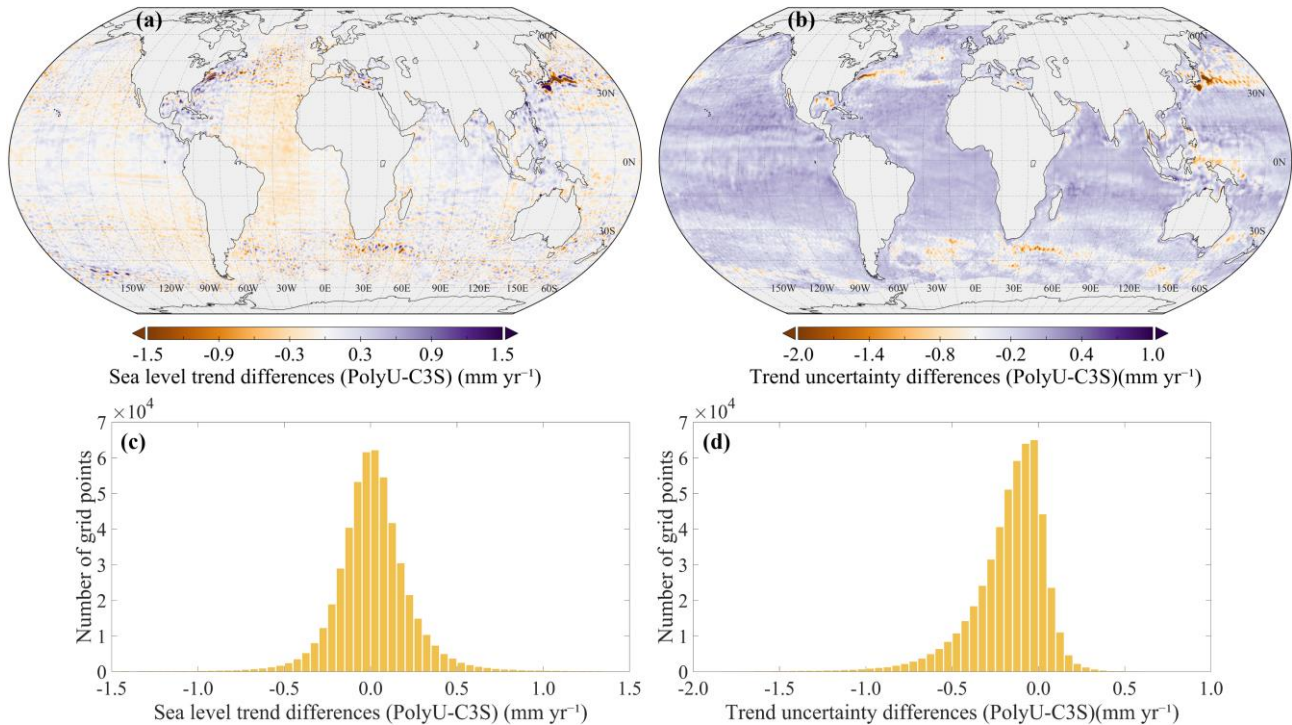 (a)
(b)
60N
60N
30N
30N
0N
0N
30S
30S
150W 120W 90W 60W 30W 0E 30E 60E 90E 120E 150E 60S
150W 120W 90W 60W 30W 0E 30E 60E 90E 120E 150E 60S
-1.5 -0.9 -0.3 0.3 0.9 1.5
Sea level trend differences (PolyU-C3S) (mm yr⁻¹)
-2.0 -1.4 -0.8 -0.2 0.4 1.0
Trend uncertainty differences (PolyU-C3S)(mm yr⁻¹)
×10⁴
(c)
7
6
5
4
3
2
1
0
Number of grid points
-1.5 -1.0 -0.5 0.0 0.5 1.0 1.5
Sea level trend differences (PolyU-C3S) (mm yr⁻¹)
×10⁴
(d)
7
6
5
4
3
2
1
0
Number of grid points
-2.0 -1.5 -1.0 -0.5 0.0 0.5 1.0
Trend uncertainty differences (PolyU-C3S)(mm yr⁻¹)